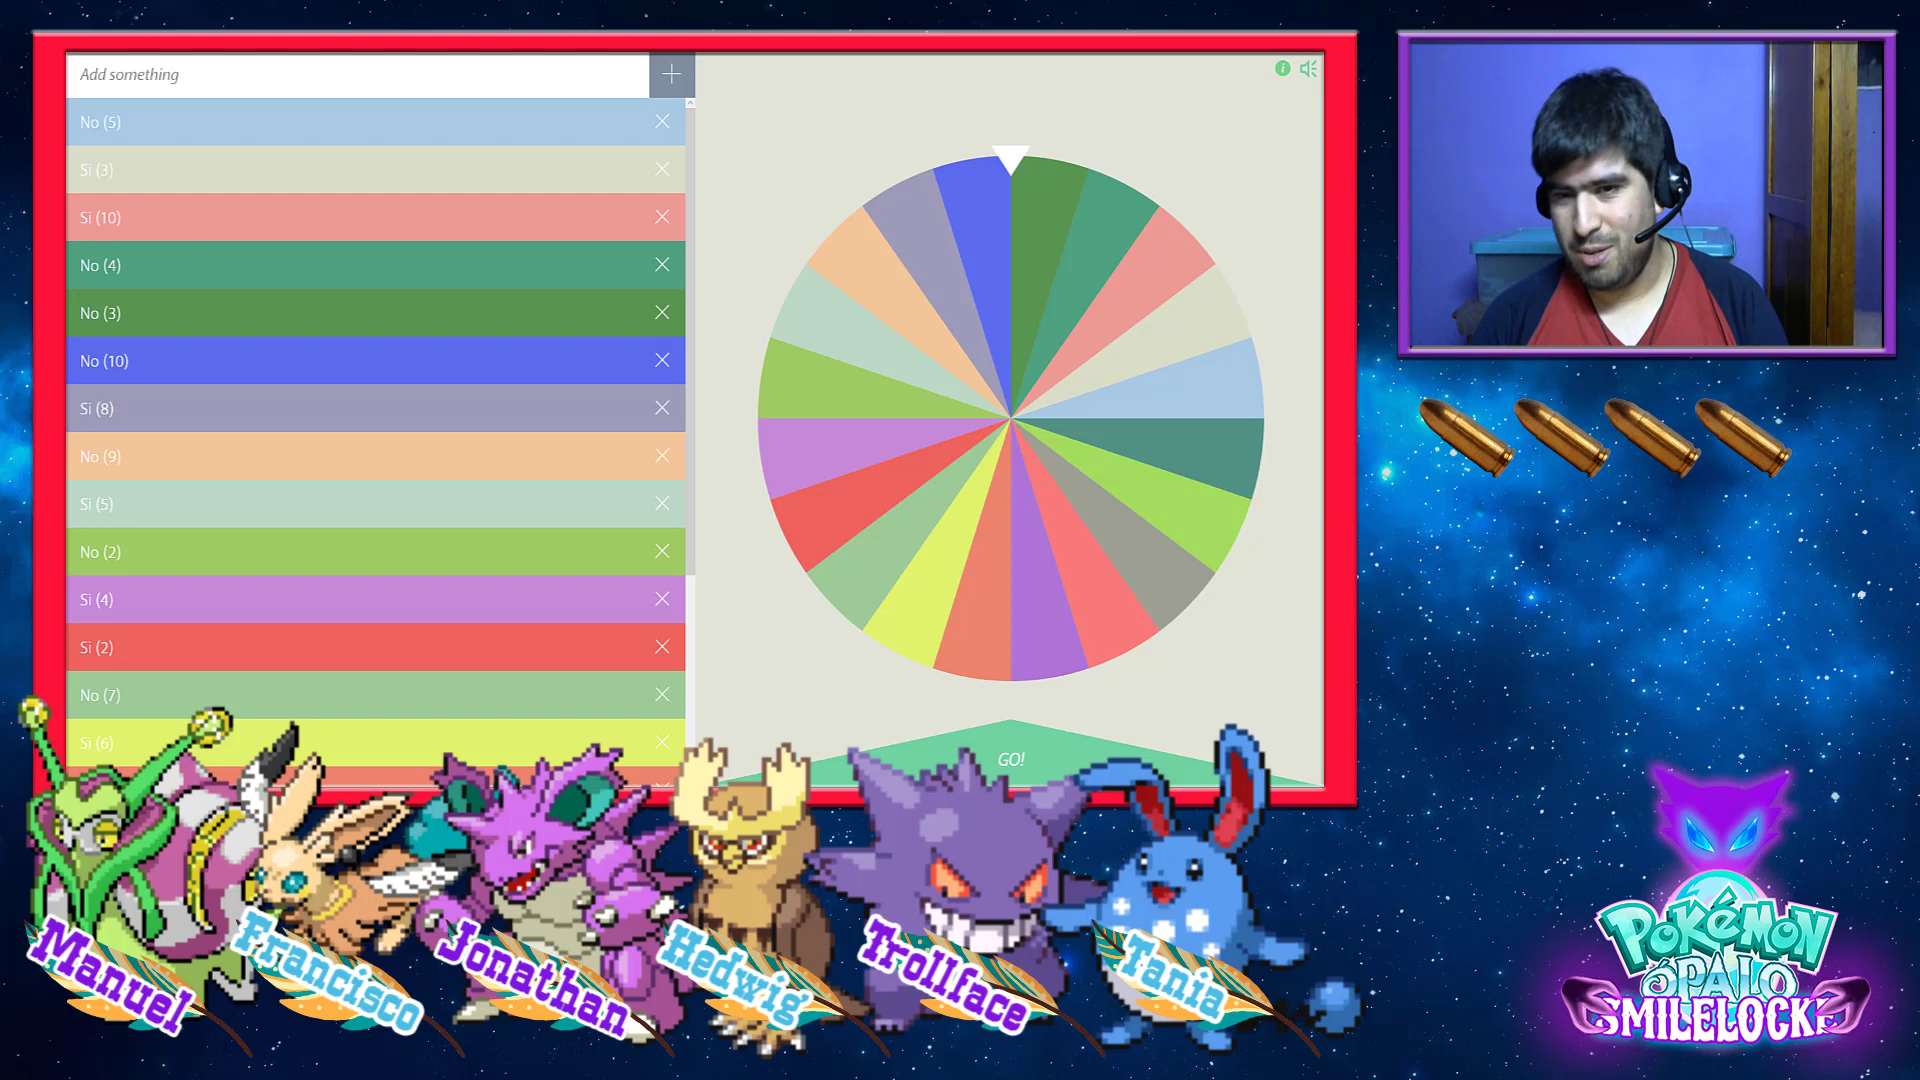 Add something
No (5)
Si (3)
Si (10)
No (4)
No (3)
No (10)
Si (8)
No (9)
Si (5)
No (2)
Si (4)
Si (2)
No (7)
Si (6)
GO!
Manuel
Francisco
Jonathan
Hedwig
Trollface
Tania
POKéMON
ÓPALO
SMILELOCKE